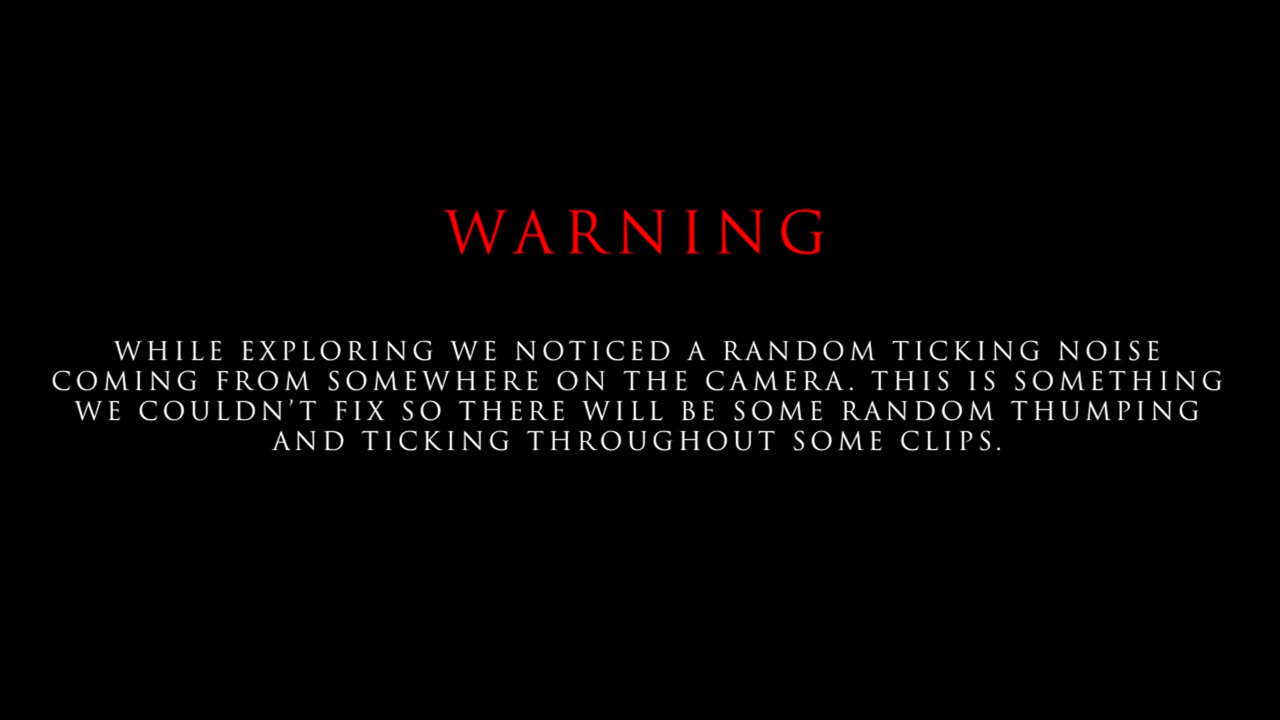 WARNING
WHILE EXPLORING WE NOTICED A RANDOM TICKING NOISE
COMING FROM SOMEWHERE ON THE CAMERA. THIS IS SOMETHING
WE COULDN'T FIX SO THERE WILL BE SOME RANDOM THUMPING
AND TICKING THROUGHOUT SOME CLIPS.